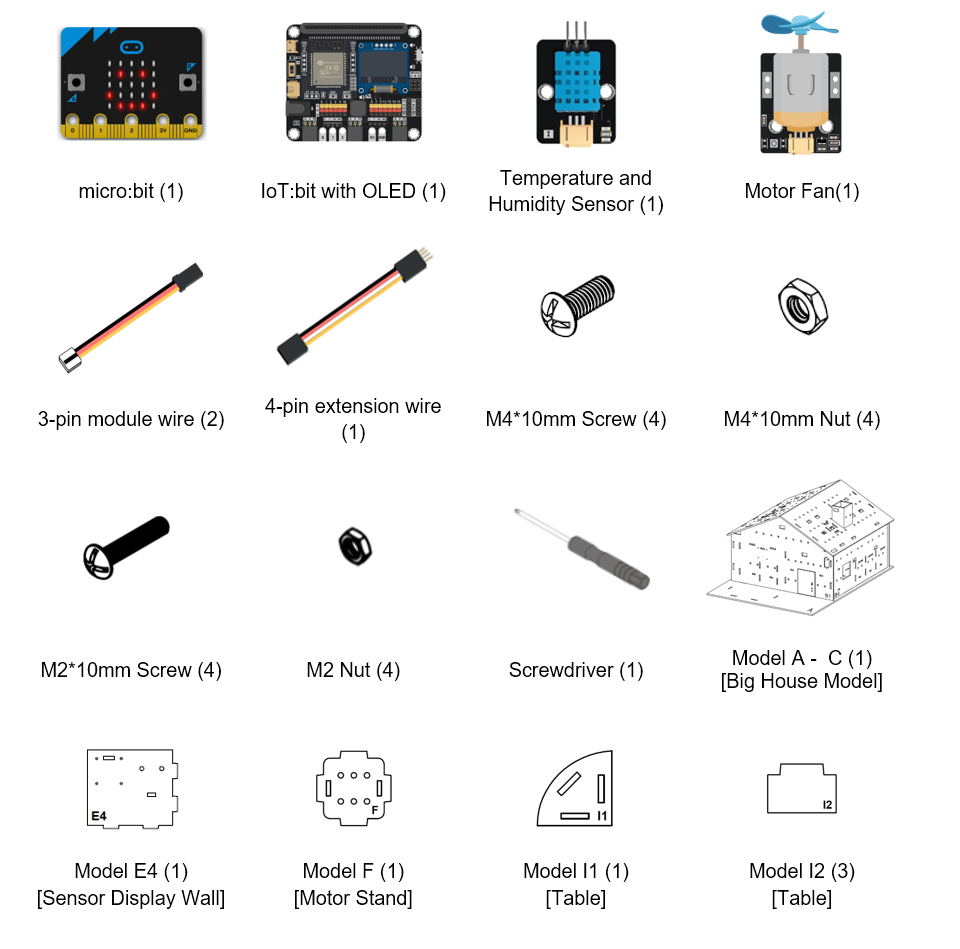 0 1 2 3V GND
micro:bit (1)
IoT:bit with OLED (1)
Temperature and
Humidity Sensor (1)
Motor Fan(1)
3-pin module wire (2)
4-pin extension wire
(1)
M4*10mm Screw (4)
M4*10mm Nut (4)
M2*10mm Screw (4)
M2 Nut (4)
Screwdriver (1)
A
Model A - C (1)
[Big House Model]
E4
F
I1
I2
Model E4 (1)
[Sensor Display Wall]
Model F (1)
[Motor Stand]
Model I1 (1)
[Table]
Model I2 (3)
[Table]